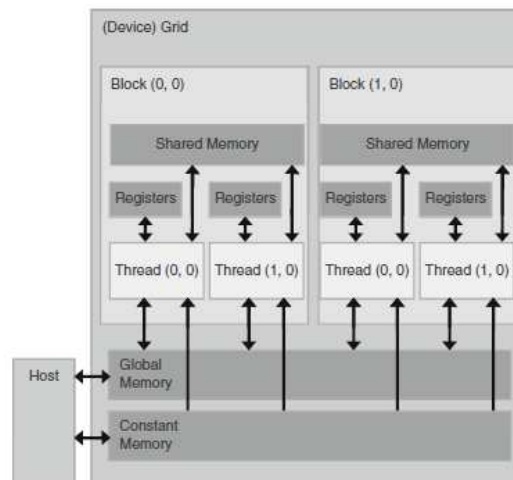 (Device) Grid
Block (0, 0)
Block (1, 0)
Shared Memory
Shared Memory
Registers
Registers
Registers
Registers
Thread (0, 0)
Thread (1, 0)
Thread (0, 0)
Thread (1, 0)
Host
Global
Memory
Constant
Memory